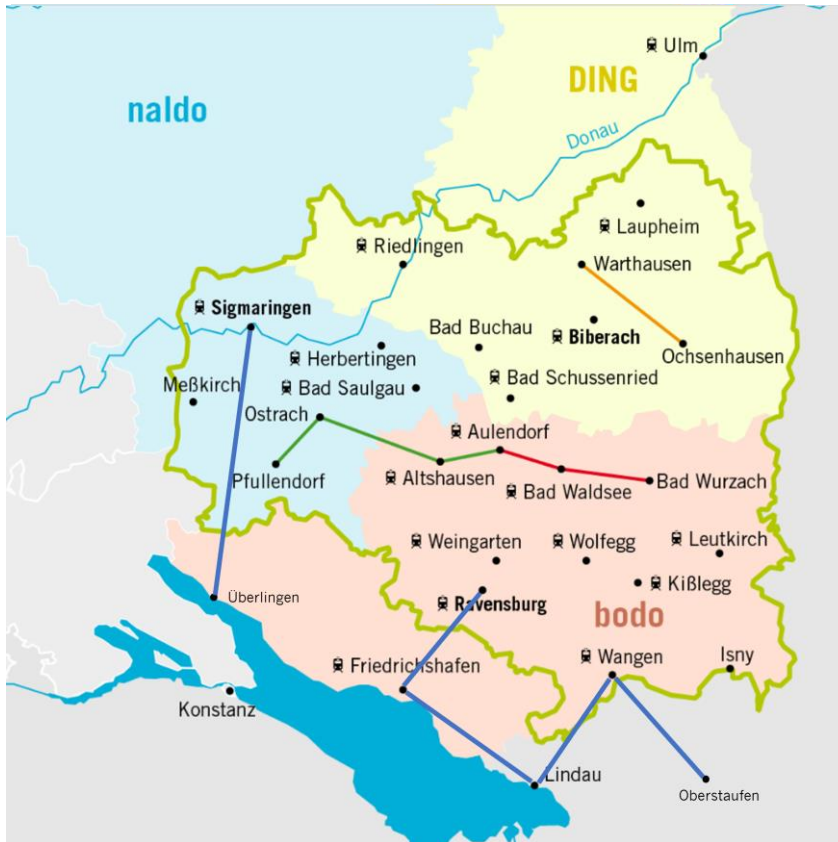 Ulm
DING
naldo
Donau
Laupheim
Riedlingen
Warthausen
Sigmaringen
Bad Buchau
Biberach
Ochsenhausen
Herbertingen
Meßkirch
Bad Saulgau
Bad Schussenried
Ostrach
Aulendorf
Pfullendorf
Altshausen
Bad Waldsee
Bad Wurzach
Weingarten
Wolfegg
Leutkirch
Kißlegg
Überlingen
Ravensburg
bodo
Friedrichshafen
Wangen
Isny
Konstanz
Lindau
Oberstaufen